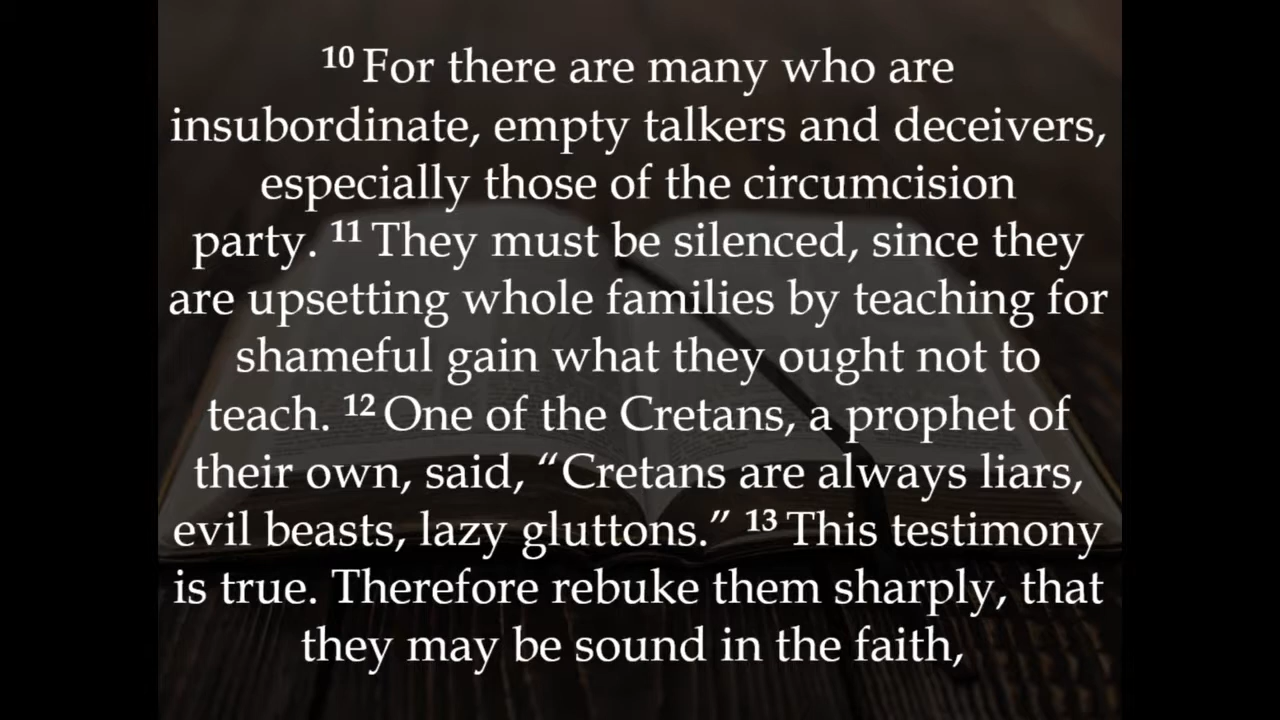 10 For there are many who are
insubordinate, empty talkers and deceivers,
especially those of the circumcision
party. 11 They must be silenced, since they
are upsetting whole families by teaching for
shameful gain what they ought not to
teach. 12 One of the Cretans, a prophet of
their own, said, “Cretans are always liars,
evil beasts, lazy gluttons.” 13 This testimony
is true. Therefore rebuke them sharply, that
they may be sound in the faith,